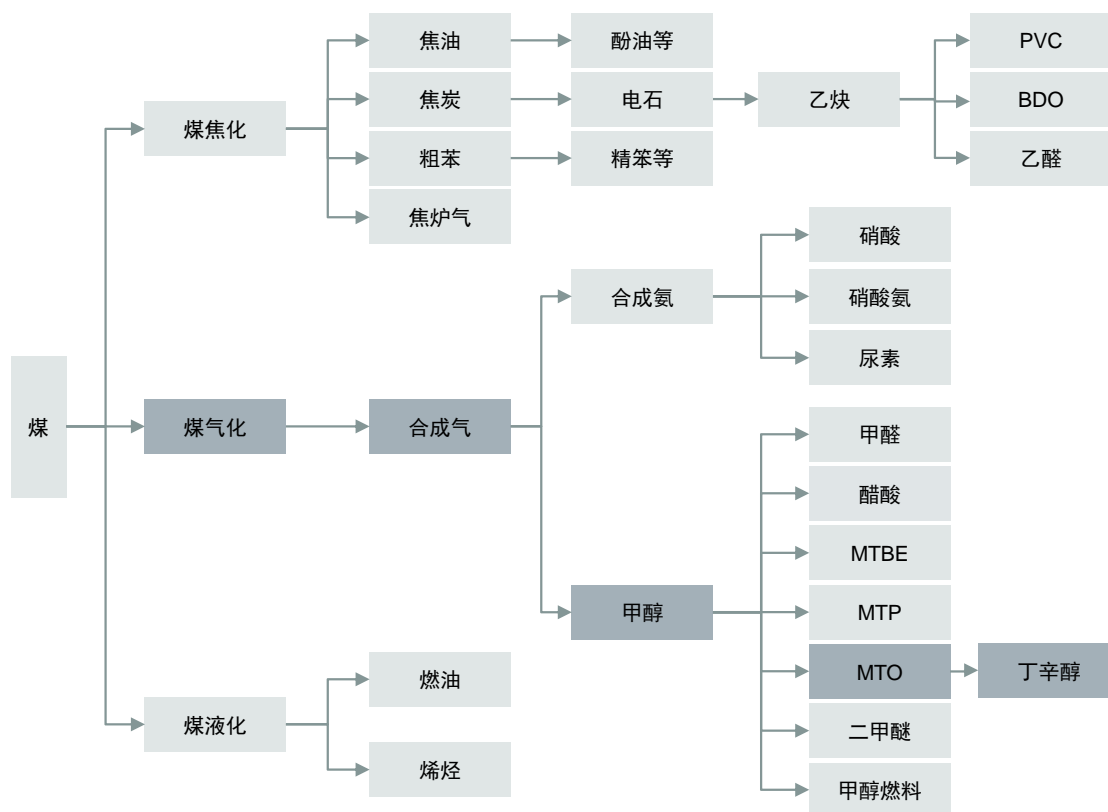 焦油
酚油等
PVC
煤焦化
焦炭
电石
乙炔
BDO
粗苯
精笨等
乙醛
焦炉气
硝酸
合成氨
硝酸氨
尿素
煤
煤气化
合成气
甲醛
醋酸
MTBE
甲醇
MTP
MTO
丁辛醇
燃油
煤液化
二甲醚
烯烃
甲醇燃料